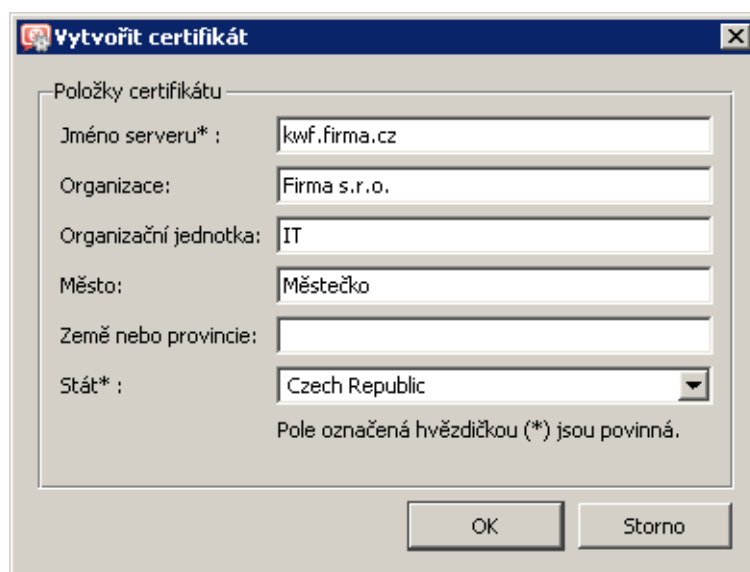 Vytvořit certifikát
Položky certifikátu
Jméno serveru* : kwf.firma.cz
Organizace: Firma s.r.o.
Organizační jednotka: IT
Město: Městečko
Země nebo provincie:
Stát* : Czech Republic
Pole označená hvězdičkou (*) jsou povinná.
OK Storno